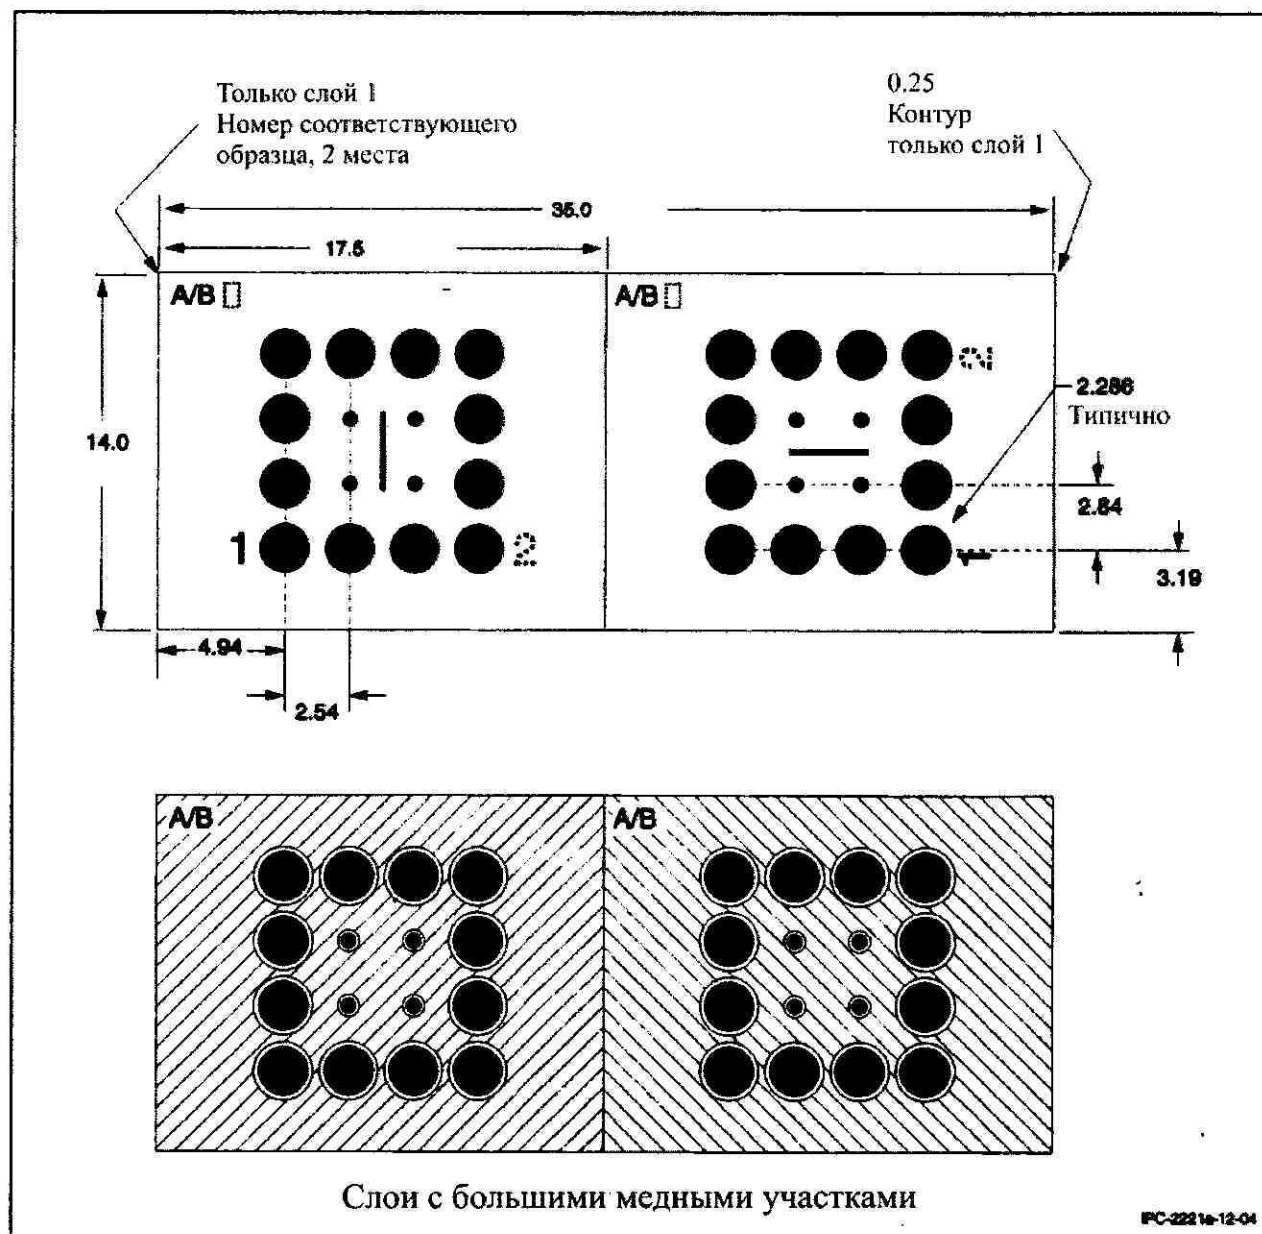 Только слой 1
Номер соответствующего
образца, 2 места
0.25
Контур
только слой 1
35.0
17.5
A/B
A/B
2
2.286
Типично
14.0
2.84
1
2
1
3.19
4.94
2.54
A/B
A/B
Слои с большими медными участками
IPC-2221a-12-04